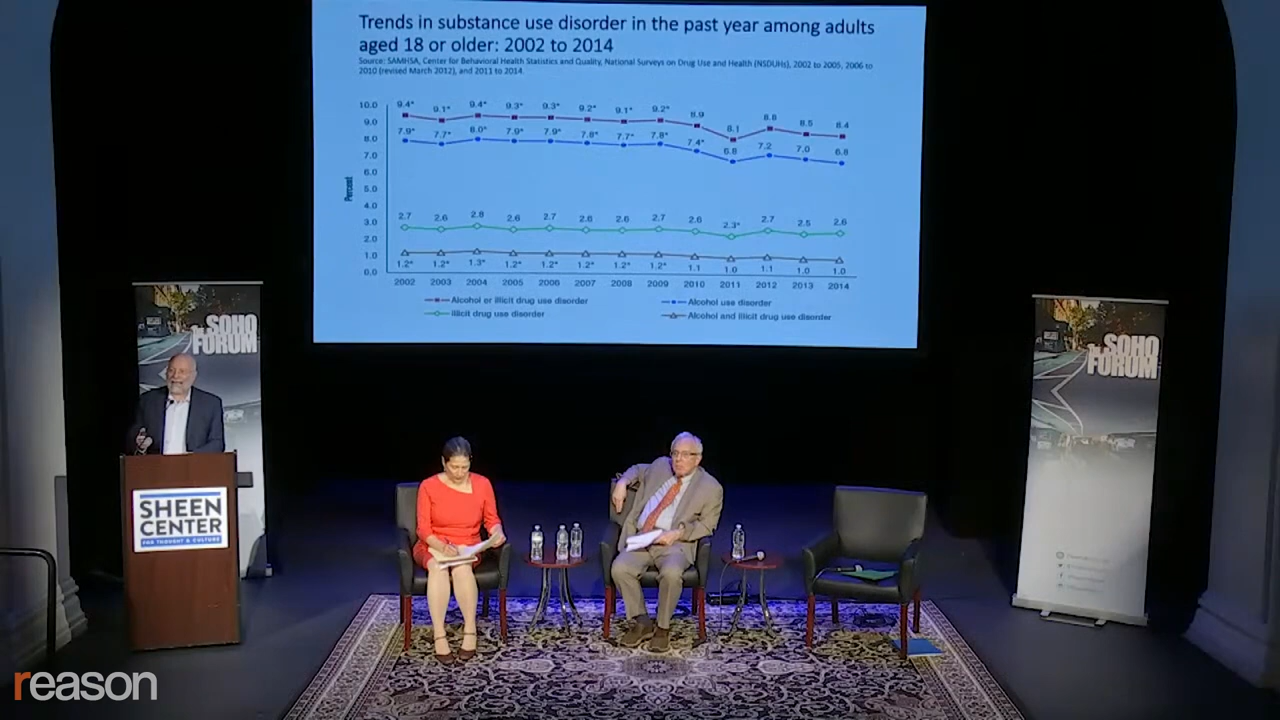 Trends in substance use disorder in the past year among adults
aged 18 or older: 2002 to 2014
Source: SAMHSA, Center for Behavioral Health Statistics and Quality, National Surveys on Drug Use and Health (NSDUHs), 2002 to 2005, 2006 to
2010 (revised March 2012), and 2011 to 2014.
Percent
10.0
9.0
8.0
7.0
6.0
5.0
4.0
3.0
2.0
1.0
0.0
9.4* 9.1* 9.4* 9.3* 9.3* 9.2* 9.1* 9.2* 8.9 8.1 8.8 8.5 8.4
7.9* 7.7* 8.0* 7.9* 7.9* 7.8* 7.7* 7.8* 7.4* 6.8 7.2 7.0 6.8
2.7 2.6 2.8 2.6 2.7 2.6 2.6 2.7 2.6 2.3* 2.7 2.5 2.6
1.2* 1.2* 1.3* 1.2* 1.2* 1.2* 1.2* 1.2* 1.1 1.0 1.1 1.0 1.0
2002 2003 2004 2005 2006 2007 2008 2009 2010 2011 2012 2013 2014
Alcohol or illicit drug use disorder
Alcohol use disorder
Illicit drug use disorder
Alcohol and illicit drug use disorder
SOHO
FORUM
SOHO
FORUM
SHEEN
CENTER
FOR THOUGHT & CULTURE
reason